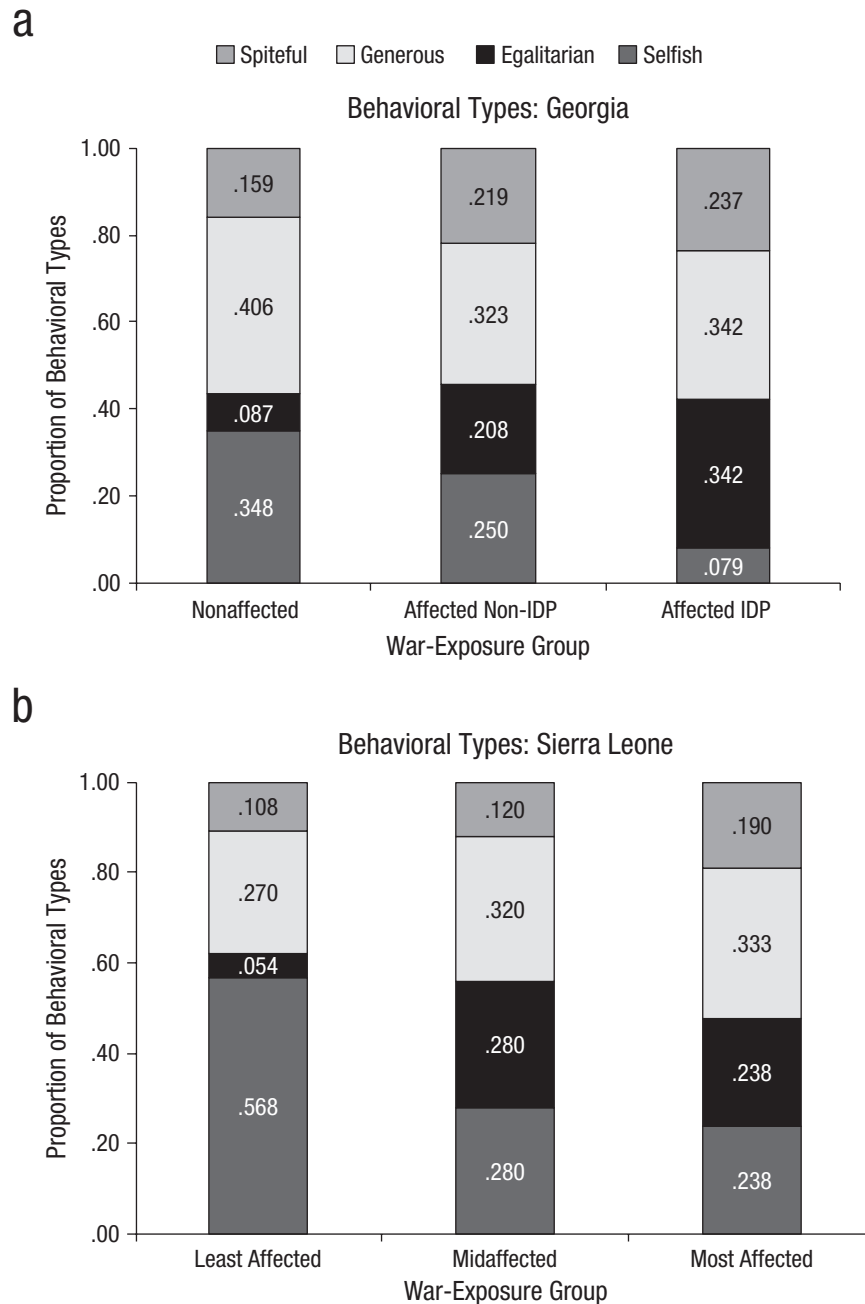 a
Spiteful Generous Egalitarian Selfish
Behavioral Types: Georgia
Proportion of Behavioral Types
1.00
.80
.60
.40
.20
.00
.159 .219 .237
.406 .323 .342
.087 .208 .342
.348 .250 .079
Nonaffected Affected Non-IDP Affected IDP
War-Exposure Group
b
Behavioral Types: Sierra Leone
Proportion of Behavioral Types
1.00
.80
.60
.40
.20
.00
.108 .120 .190
.270 .320 .333
.054 .280 .238
.568 .280 .238
Least Affected Midaffected Most Affected
War-Exposure Group